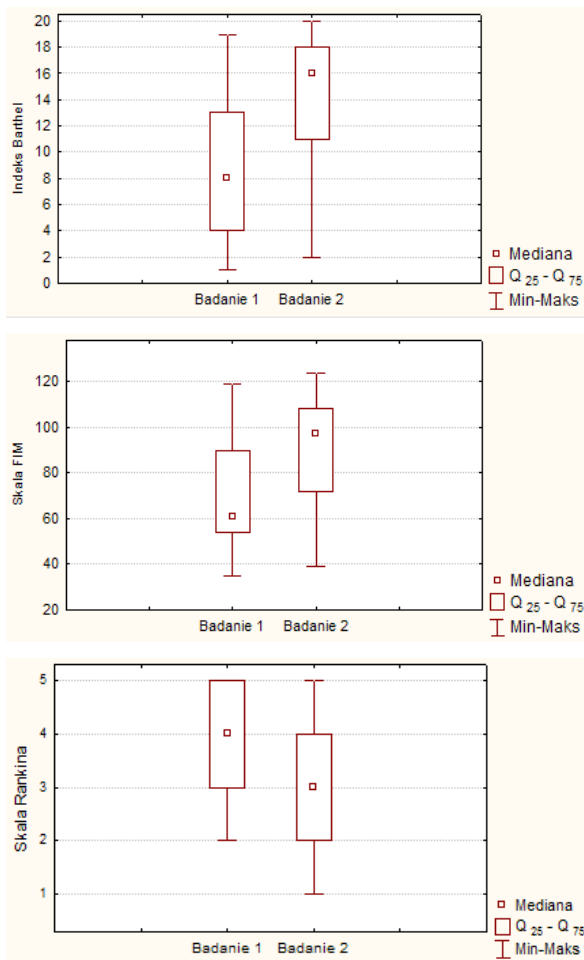 Indeks Barthel
20
18
16
14
12
10
8
6
4
2
0
Badanie 1 Badanie 2
Mediana
Q 25 - Q 75
Min-Maks
Skala FIM
120
100
80
60
40
20
Badanie 1 Badanie 2
Mediana
Q 25 - Q 75
Min-Maks
Skala Rankina
5
4
3
2
1
Badanie 1 Badanie 2
Mediana
Q 25 - Q 75
Min-Maks